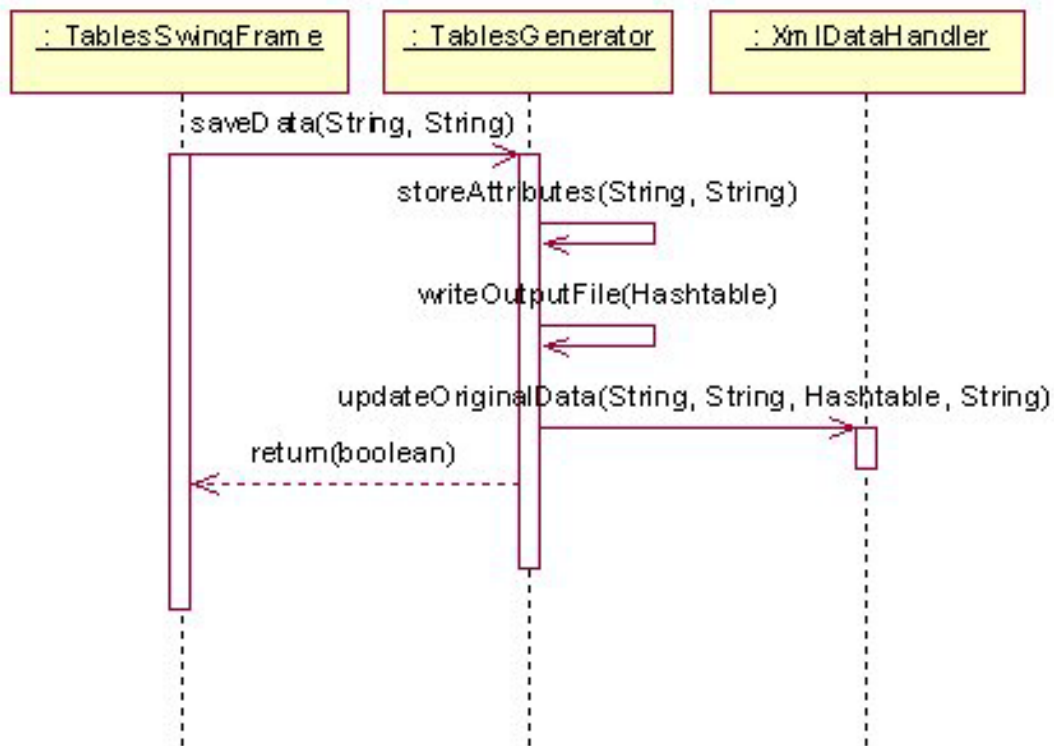 : TablesSwingFrame
: TablesGenerator
: XmlDataHandler
saveData(String, String)
storeAttributes(String, String)
writeOutputFile(Hashtable)
updateOriginalData(String, String, Hashtable, String)
return(boolean)